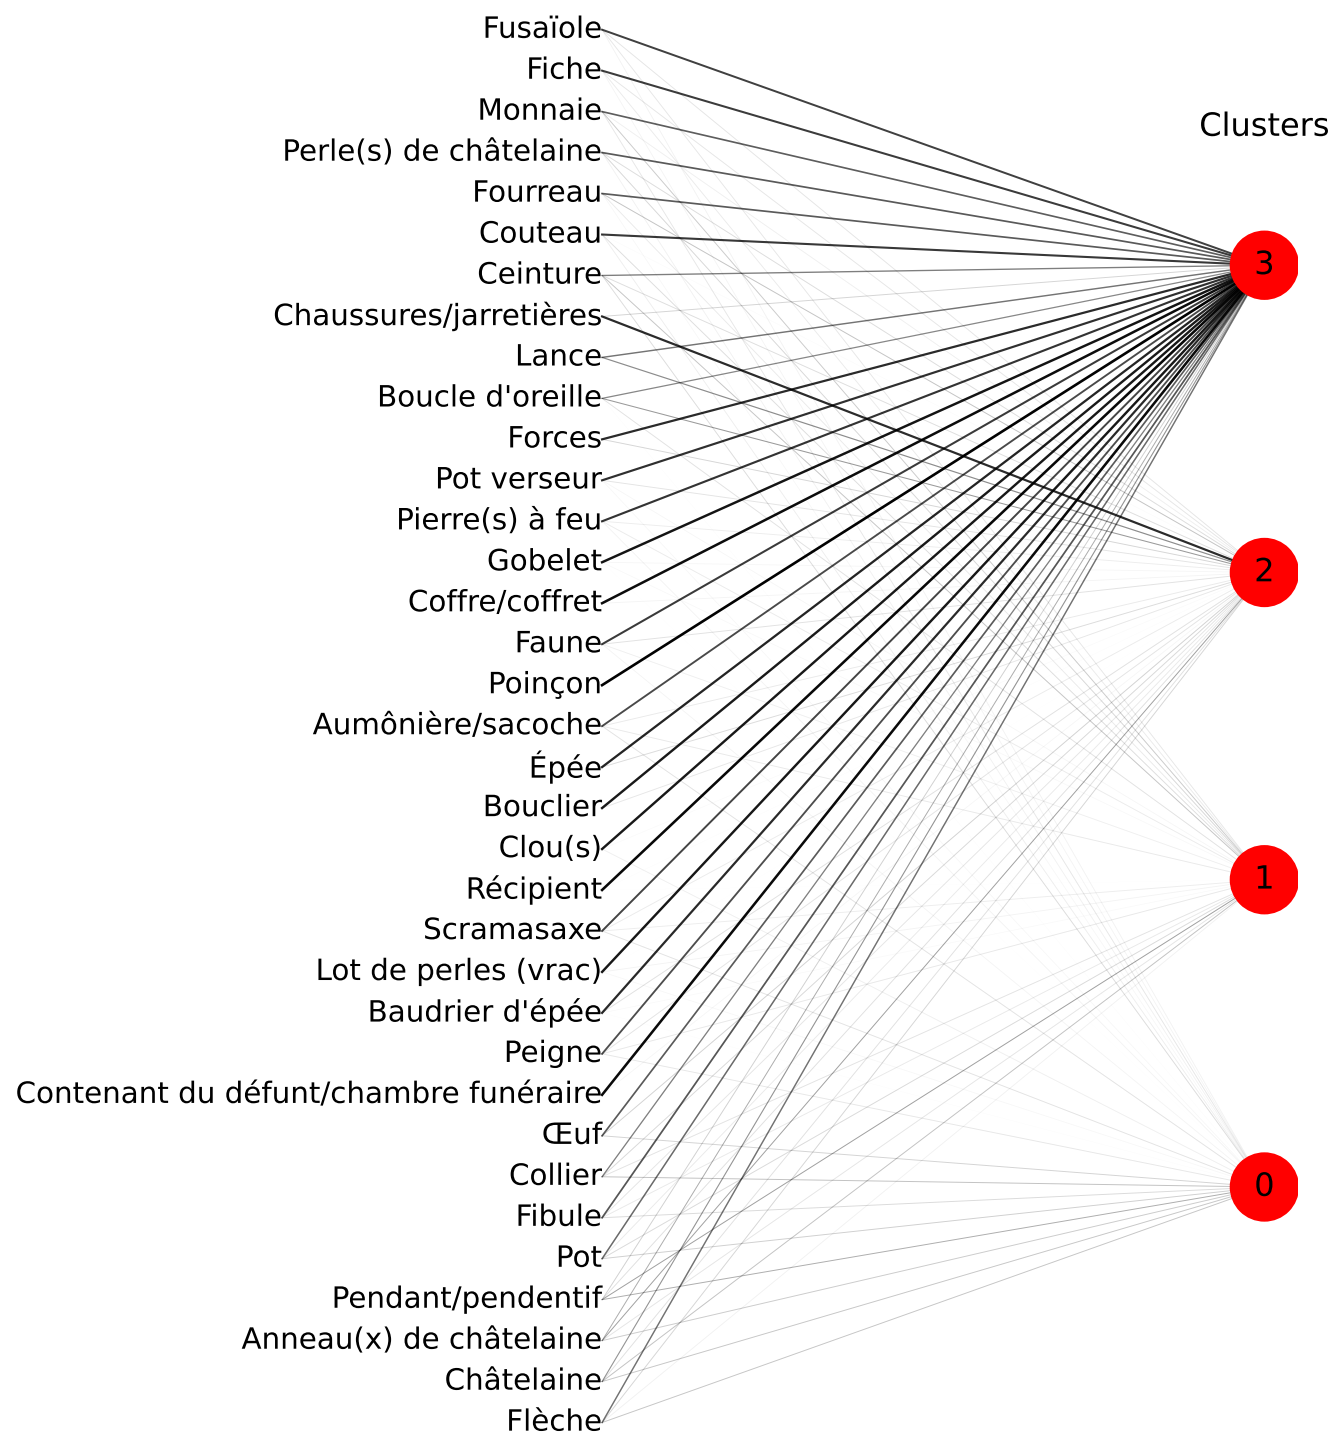 Fusaïole
Fiche
Monnaie
Clusters
Perle(s) de châtelaine
Fourreau
Couteau
3
Ceinture
Chaussures/jarretières
Lance
Boucle d'oreille
Forces
Pot verseur
Pierre(s) à feu
Gobelet
2
Coffre/coffret
Faune
Poinçon
Aumônière/sacoche
Épée
Bouclier
Clou(s)
1
Récipient
Scramasaxe
Lot de perles (vrac)
Baudrier d'épée
Peigne
Contenant du défunt/chambre funéraire
Œuf
Collier
0
Fibule
Pot
Pendant/pendentif
Anneau(x) de châtelaine
Châtelaine
Flèche